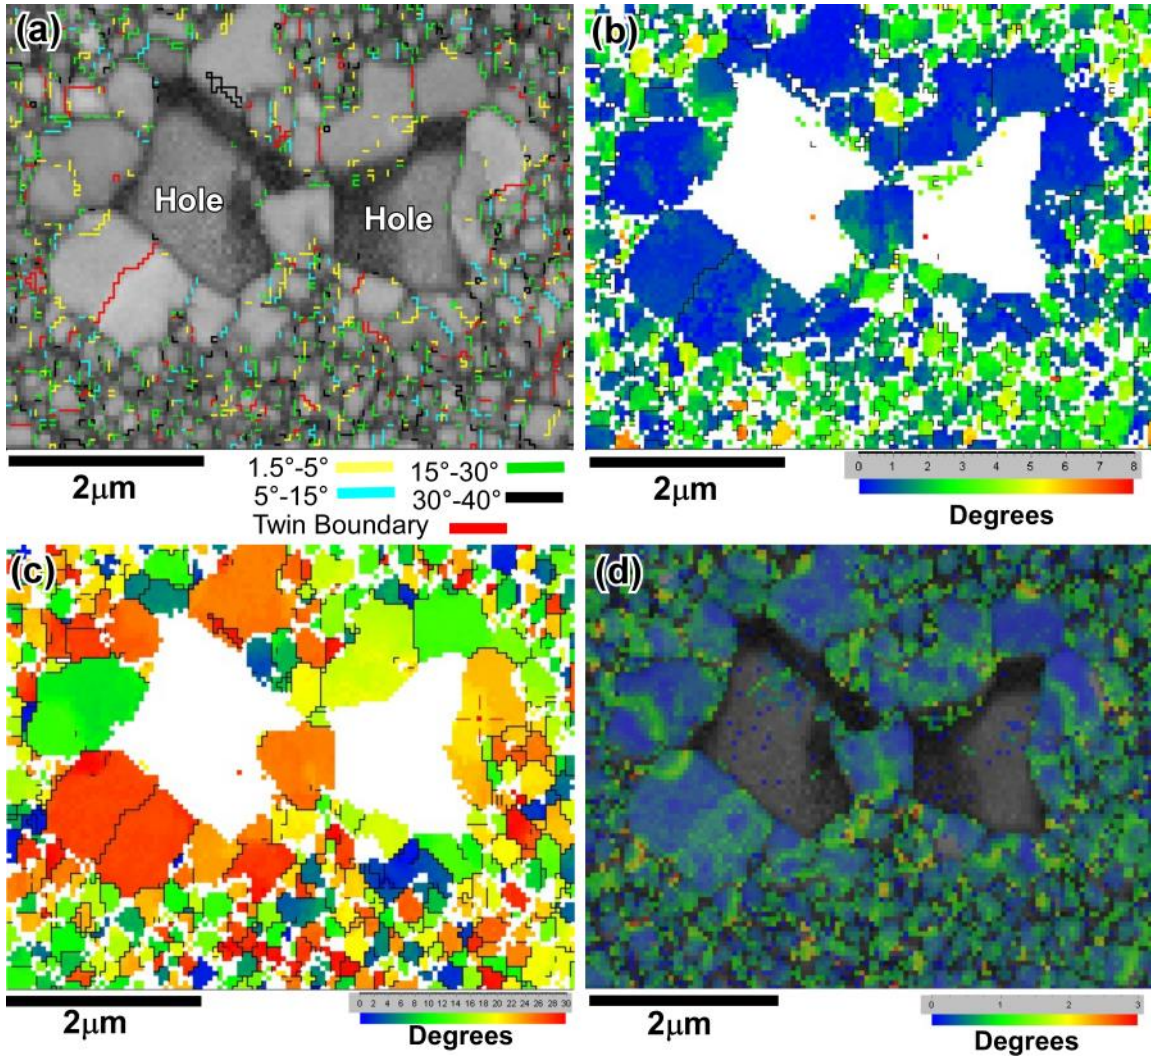 (a)
Hole
Hole
2μm
1.5°-5°
15°-30°
5°-15°
30°-40°
Twin Boundary
(b)
2μm
0 1 2 3 4 5 6 7 8
Degrees
(c)
2μm
0 2 4 6 8 10 12 14 16 18 20 22 24 26 28 30
Degrees
(d)
2μm
0 1 2 3
Degrees